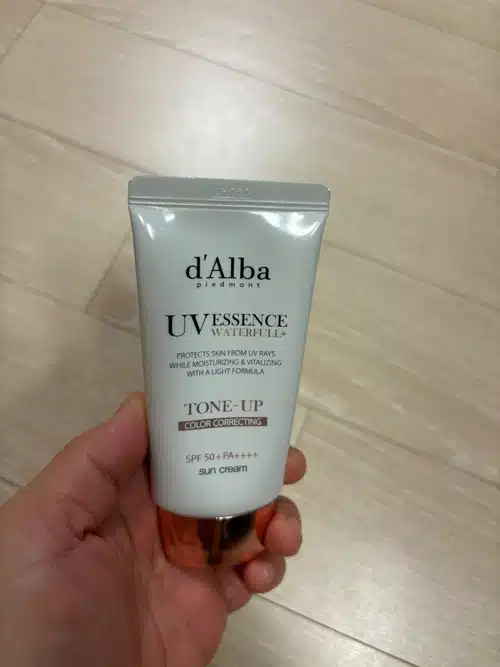 d'Alba
piedmont
UV ESSENCE
WATERFULL+
PROTECTS SKIN FROM UV RAYS
WHILE MOISTURIZING & VITALIZING
WITH A LIGHT FORMULA
TONE-UP
COLOR CORRECTING
SPF 50+PA++++
sun cream